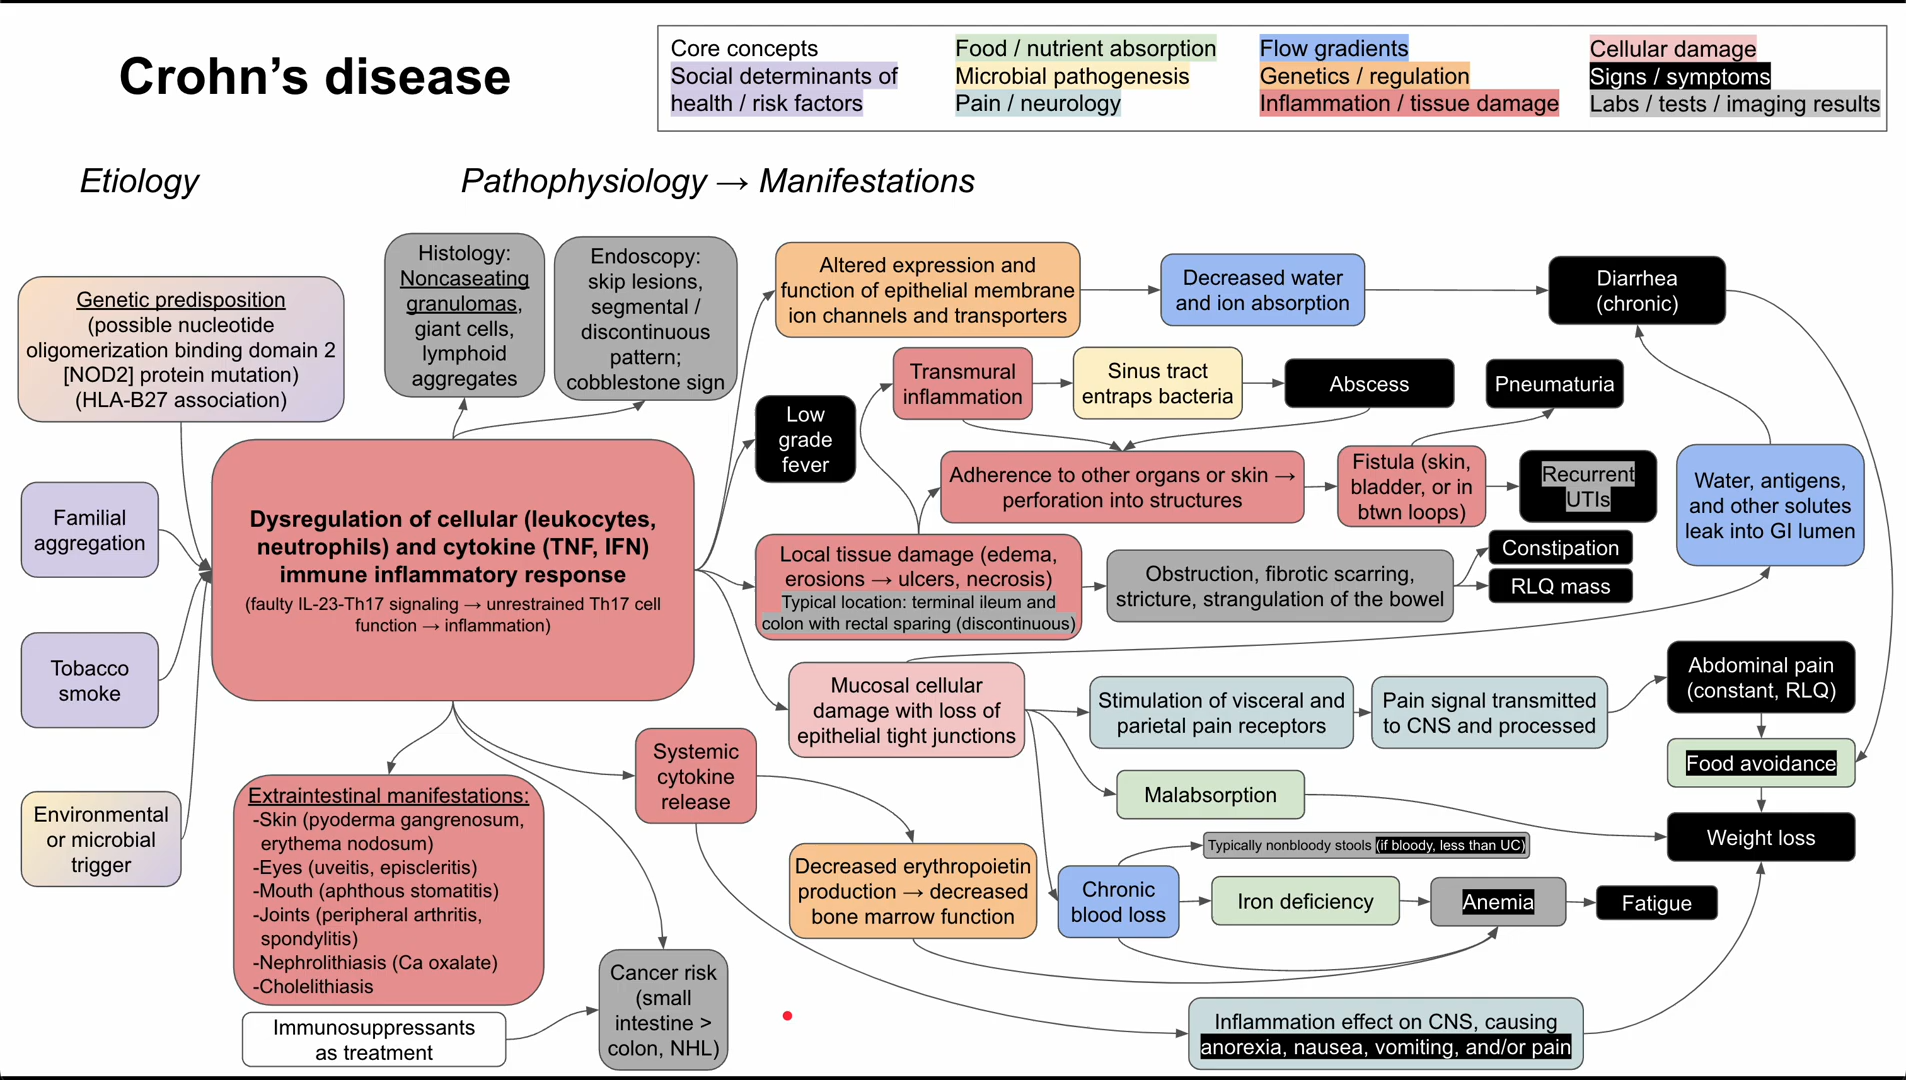 Crohn's disease
Core concepts
Social determinants of
health / risk factors
Food / nutrient absorption
Microbial pathogenesis
Pain / neurology
Flow gradients
Genetics / regulation
Inflammation / tissue damage
Cellular damage
Signs / symptoms
Labs / tests / imaging results
Etiology
Pathophysiology → Manifestations
Genetic predisposition
(possible nucleotide
oligomerization binding domain 2
[NOD2] protein mutation)
(HLA-B27 association)
Familial
aggregation
Tobacco
smoke
Environmental
or microbial
trigger
Histology:
Noncaseating
granulomas,
giant cells,
lymphoid
aggregates
Endoscopy:
skip lesions,
segmental /
discontinuous
pattern;
cobblestone sign
Dysregulation of cellular (leukocytes,
neutrophils) and cytokine (TNF, IFN)
immune inflammatory response
(faulty IL-23-Th17 signaling → unrestrained Th17 cell
function → inflammation)
Extraintestinal manifestations:
-Skin (pyoderma gangrenosum,
erythema nodosum)
-Eyes (uveitis, episcleritis)
-Mouth (aphthous stomatitis)
-Joints (peripheral arthritis,
spondylitis)
-Nephrolithiasis (Ca oxalate)
-Cholelithiasis
Immunosuppressants
as treatment
Cancer risk
(small
intestine >
colon, NHL)
Systemic
cytokine
release
Altered expression and
function of epithelial membrane
ion channels and transporters
Decreased water
and ion absorption
Diarrhea
(chronic)
Low
grade
fever
Transmural
inflammation
Sinus tract
entraps bacteria
Abscess
Pneumaturia
Adherence to other organs or skin →
perforation into structures
Fistula (skin,
bladder, or in
btwn loops)
Recurrent
UTIs
Water, antigens,
and other solutes
leak into GI lumen
Local tissue damage (edema,
erosions → ulcers, necrosis)
Typical location: terminal ileum and
colon with rectal sparing (discontinuous)
Obstruction, fibrotic scarring,
stricture, strangulation of the bowel
Constipation
RLQ mass
Mucosal cellular
damage with loss of
epithelial tight junctions
Stimulation of visceral and
parietal pain receptors
Pain signal transmitted
to CNS and processed
Abdominal pain
(constant, RLQ)
Food avoidance
Malabsorption
Weight loss
Typically nonbloody stools (if bloody, less than UC)
Decreased erythropoietin
production → decreased
bone marrow function
Chronic
blood loss
Iron deficiency
Anemia
Fatigue
Inflammation effect on CNS, causing
anorexia, nausea, vomiting, and/or pain